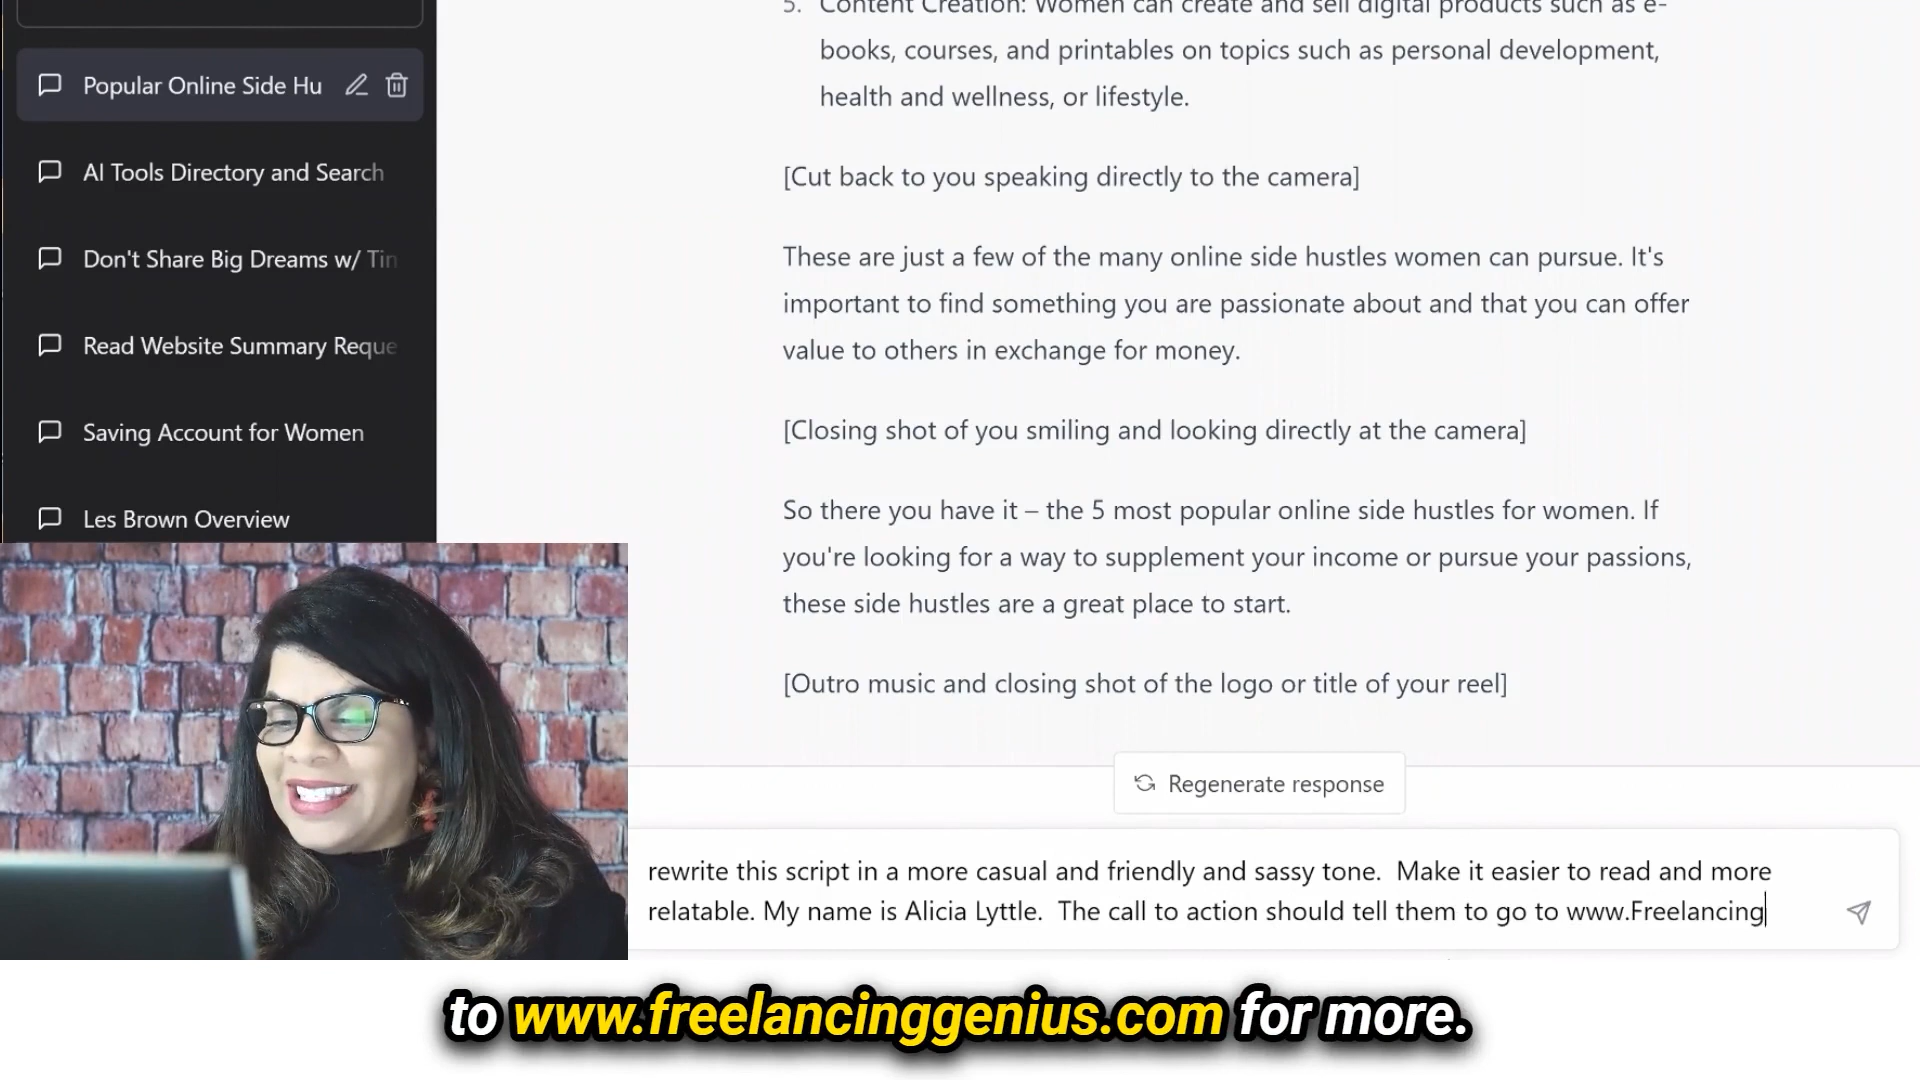 Popular Online Side Hu
AI Tools Directory and Search
Don't Share Big Dreams w/ Tin
Read Website Summary Reque
Saving Account for Women
Les Brown Overview
5. Content Creation: Women can create and sell digital products such as e-
books, courses, and printables on topics such as personal development,
health and wellness, or lifestyle.
[Cut back to you speaking directly to the camera]
These are just a few of the many online side hustles women can pursue. It's
important to find something you are passionate about and that you can offer
value to others in exchange for money.
[Closing shot of you smiling and looking directly at the camera]
So there you have it – the 5 most popular online side hustles for women. If
you're looking for a way to supplement your income or pursue your passions,
these side hustles are a great place to start.
[Outro music and closing shot of the logo or title of your reel]
Regenerate response
rewrite this script in a more casual and friendly and sassy tone.  Make it easier to read and more
relatable. My name is Alicia Lyttle.  The call to action should tell them to go to www.Freelancing
to www.freelancinggenius.com for more.